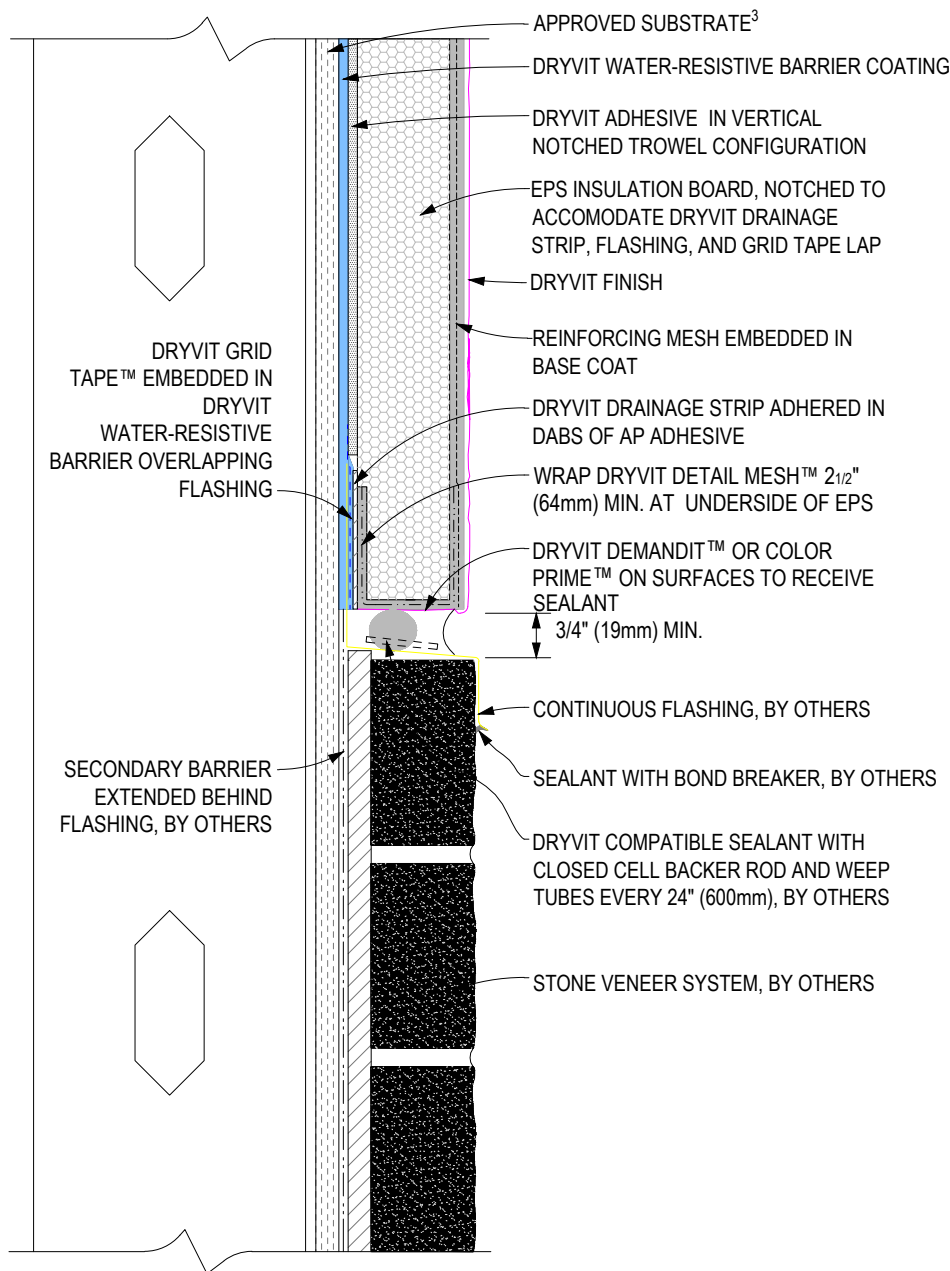 APPROVED SUBSTRATE³
DRYVIT WATER-RESISTIVE BARRIER COATING
DRYVIT ADHESIVE IN VERTICAL
NOTCHED TROWEL CONFIGURATION
EPS INSULATION BOARD, NOTCHED TO
ACCOMODATE DRYVIT DRAINAGE
STRIP, FLASHING, AND GRID TAPE LAP
DRYVIT FINISH
REINFORCING MESH EMBEDDED IN
BASE COAT
DRYVIT GRID
TAPE™ EMBEDDED IN
DRYVIT
WATER-RESISTIVE
BARRIER OVERLAPPING
FLASHING
DRYVIT DRAINAGE STRIP ADHERED IN
DABS OF AP ADHESIVE
WRAP DRYVIT DETAIL MESH™ 2 1/2"
(64mm) MIN. AT UNDERSIDE OF EPS
DRYVIT DEMANDIT™ OR COLOR
PRIME™ ON SURFACES TO RECEIVE
SEALANT
3/4" (19mm) MIN.
CONTINUOUS FLASHING, BY OTHERS
SECONDARY BARRIER
EXTENDED BEHIND
FLASHING, BY OTHERS
SEALANT WITH BOND BREAKER, BY OTHERS
DRYVIT COMPATIBLE SEALANT WITH
CLOSED CELL BACKER ROD AND WEEP
TUBES EVERY 24" (600mm), BY OTHERS
STONE VENEER SYSTEM, BY OTHERS